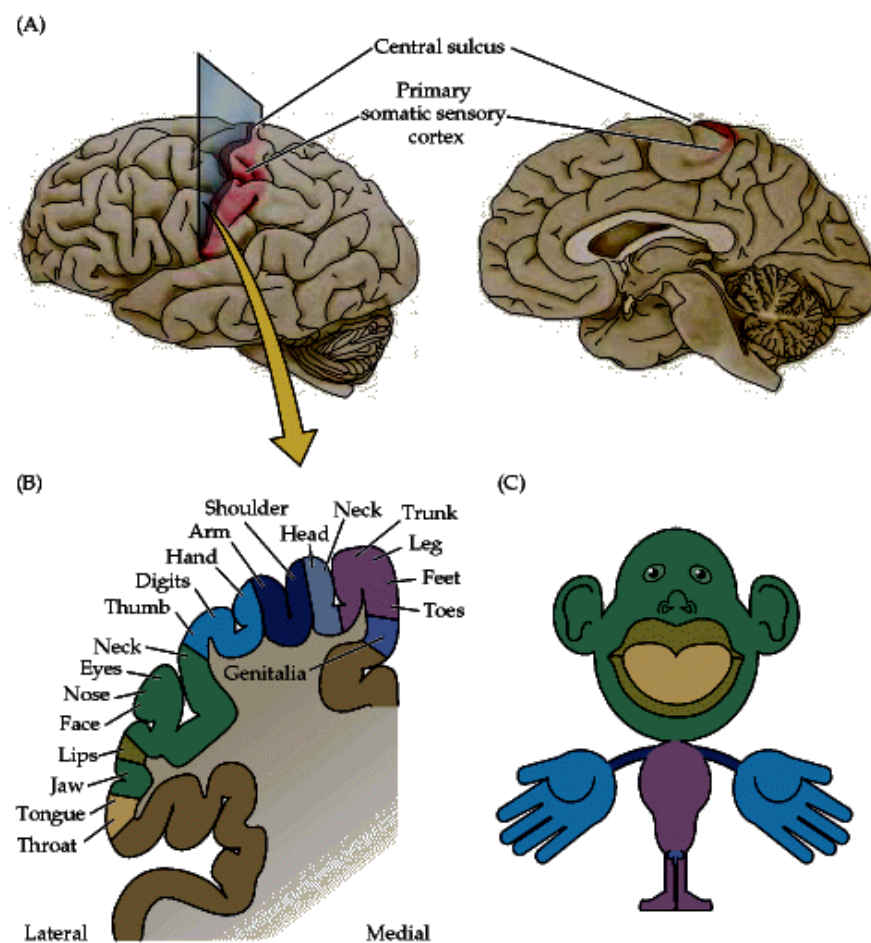 (A)
Central sulcus
Primary
somatic sensory
cortex
(B)
(C)
Shoulder
Neck
Trunk
Arm
Head
Leg
Hand
Feet
Digits
Toes
Thumb
Neck
Genitalia
Eyes
Nose
Face
Lips
Jaw
Tongue
Throat
Lateral
Medial